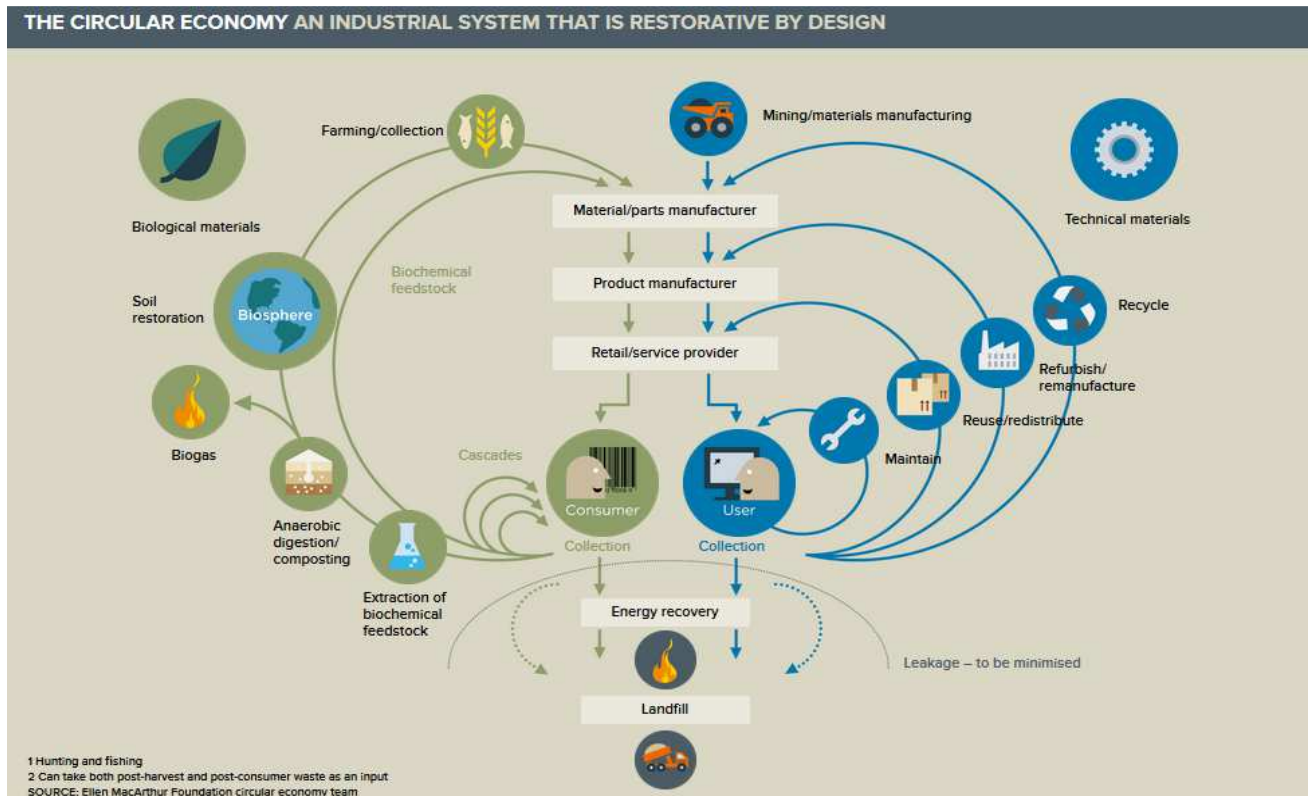 THE CIRCULAR ECONOMY AN INDUSTRIAL SYSTEM THAT IS RESTORATIVE BY DESIGN
Farming/collection
Mining/materials manufacturing
Biological materials
Material/parts manufacturer
Technical materials
Biochemical
feedstock
Product manufacturer
Soil
restoration
Biosphere
Recycle
Retail/service provider
Refurbish/
remanufacture
Reuse/redistribute
Biogas
Cascades
Maintain
Consumer
User
Collection
Collection
Anaerobic
digestion/
composting
Extraction of
biochemical
feedstock
Energy recovery
Leakage – to be minimised
Landfill
1 Hunting and fishing
2 Can take both post-harvest and post-consumer waste as an input
SOURCE: Ellen MacArthur Foundation circular economy team